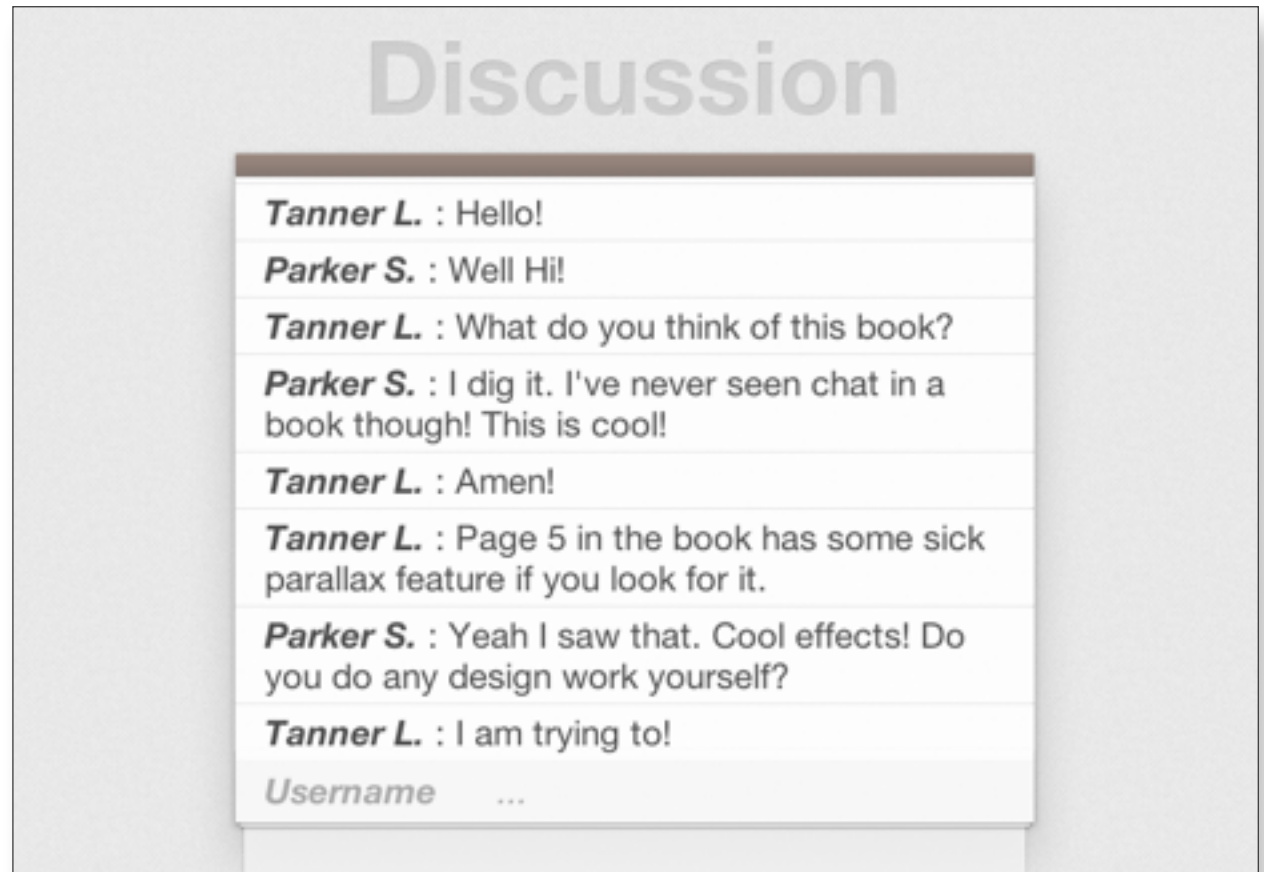 Discussion
Tanner L. : Hello!
Parker S. : Well Hi!
Tanner L. : What do you think of this book?
Parker S. : I dig it. I've never seen chat in a
book though! This is cool!
Tanner L. : Amen!
Tanner L. : Page 5 in the book has some sick
parallax feature if you look for it.
Parker S. : Yeah I saw that. Cool effects! Do
you do any design work yourself?
Tanner L. : I am trying to!
Username ...